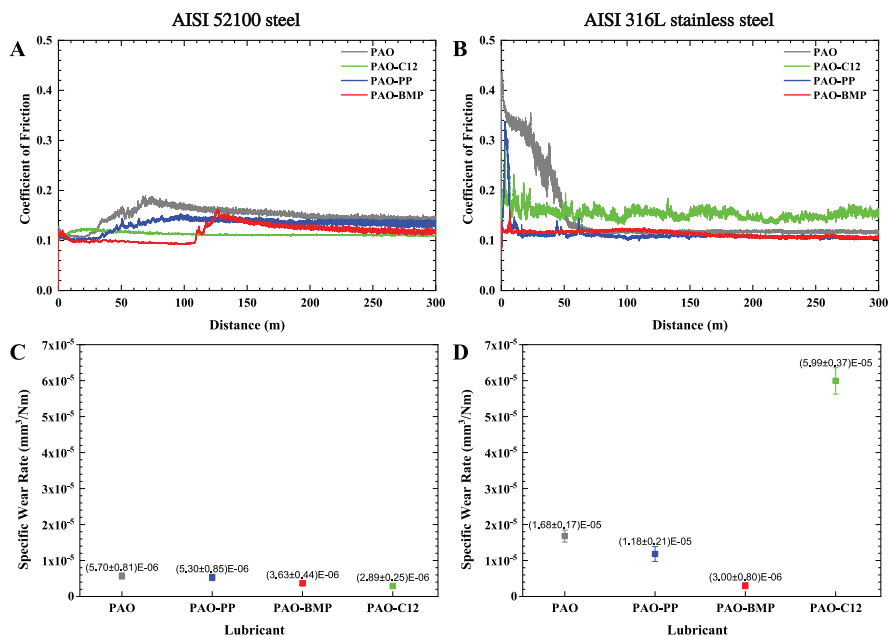 AISI 52100 steel
AISI 316L stainless steel
A
0.5
0.4
0.3
0.2
0.1
0.0
Coefficient of Friction
PAO
PAO-C12
PAO-PP
PAO-BMP
0
50
100
150
200
250
300
Distance (m)
B
0.5
0.4
0.3
0.2
0.1
0.0
Coefficient of Friction
PAO
PAO-C12
PAO-PP
PAO-BMP
0
50
100
150
200
250
300
Distance (m)
C
7x10-5
6x10-5
5x10-5
4x10-5
3x10-5
2x10-5
1x10-5
0
Specific Wear Rate (mm3/Nm)
(5.70±0.81)E-06
(5.30±0.85)E-06
(3.63±0.44)E-06
(2.89±0.25)E-06
PAO
PAO-PP
PAO-BMP
PAO-C12
Lubricant
D
7x10-5
6x10-5
5x10-5
4x10-5
3x10-5
2x10-5
1x10-5
0
Specific Wear Rate (mm3/Nm)
(1.68±0.17)E-05
(1.18±0.21)E-05
(3.00±0.80)E-06
(5.99±0.37)E-05
PAO
PAO-PP
PAO-BMP
PAO-C12
Lubricant